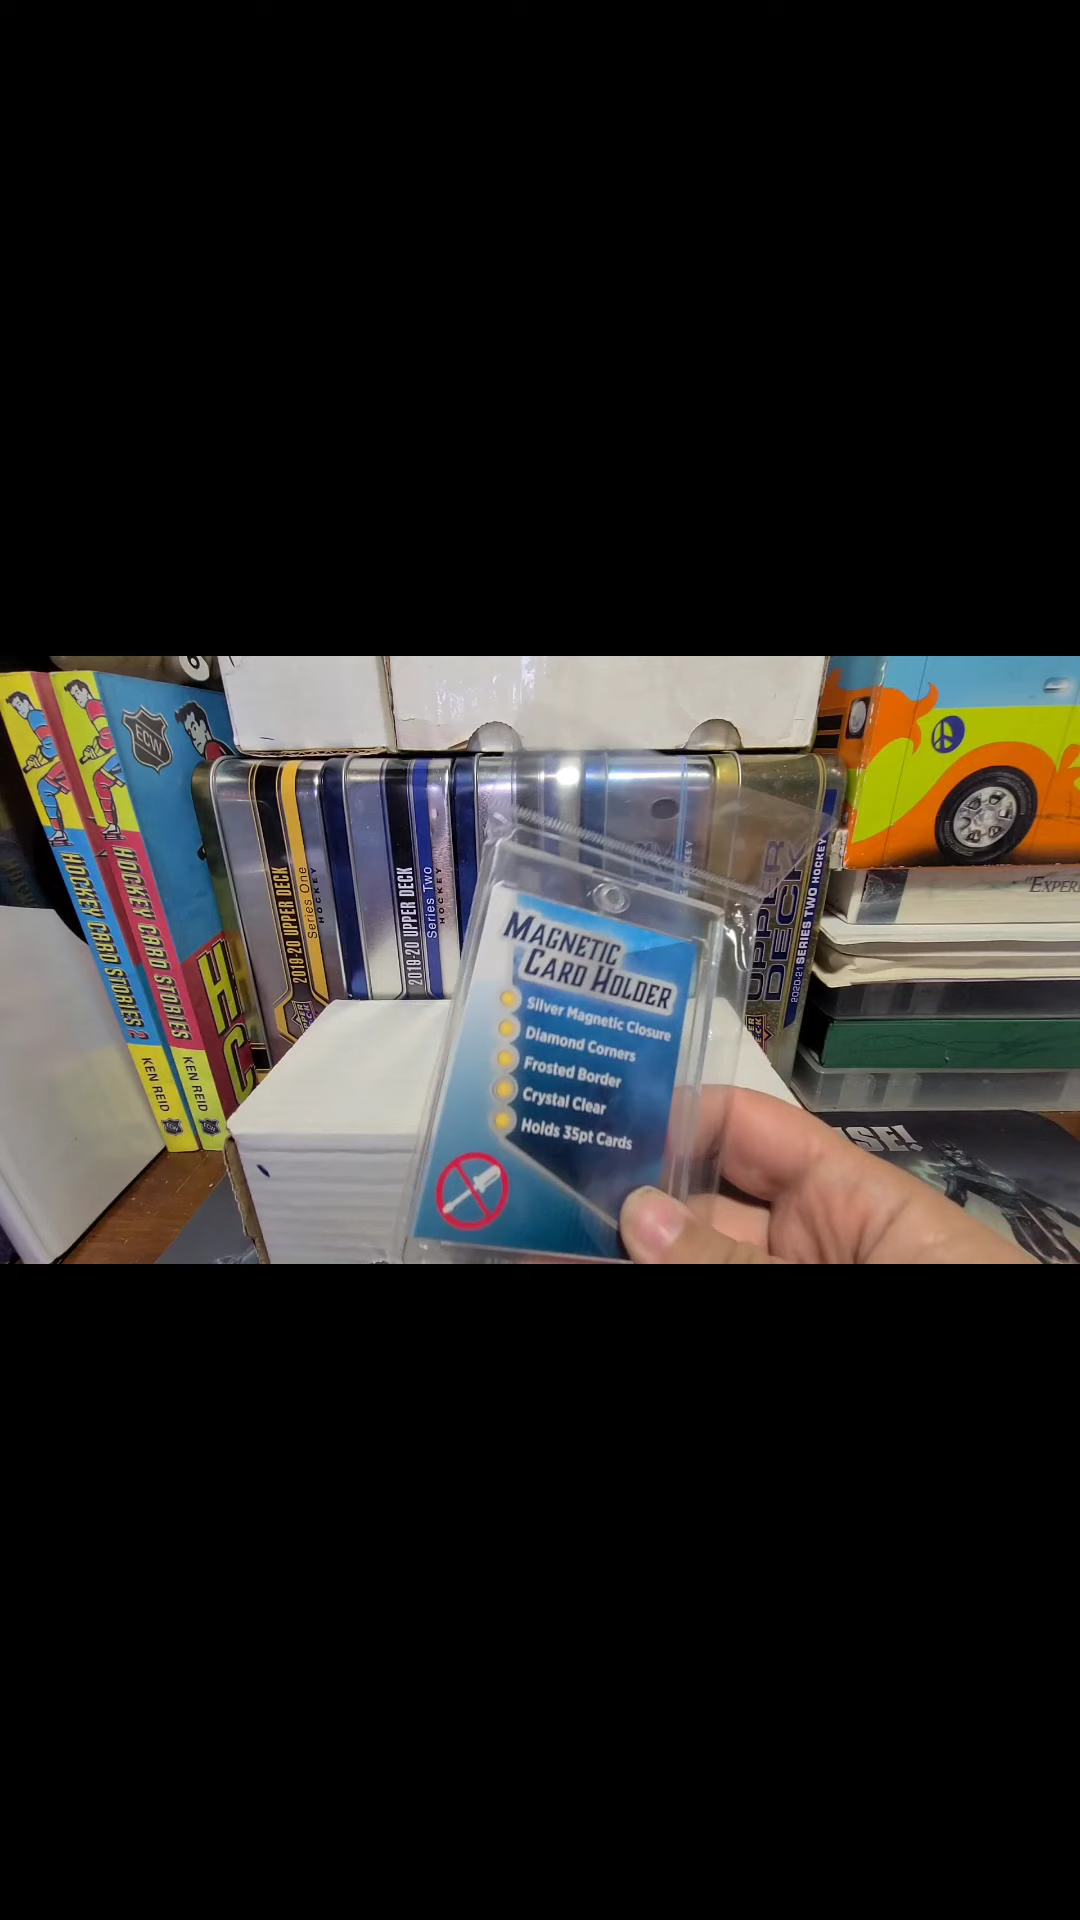 MAGNETIC
CARD HOLDER
Silver Magnetic Closure
Diamond Corners
Frosted Border
Crystal Clear
Holds 35pt Cards
HOCKEY CARD STORIES 2
KEN REID
ECW
HOCKEY CARD STORIES
KEN REID
ECW
2019-20 UPPER DECK
Series One
HOCKEY
2019-20 UPPER DECK
Series Two
HOCKEY
UPPER
DECK
2020-21 SERIES TWO HOCKEY
"EXPER
ISE!